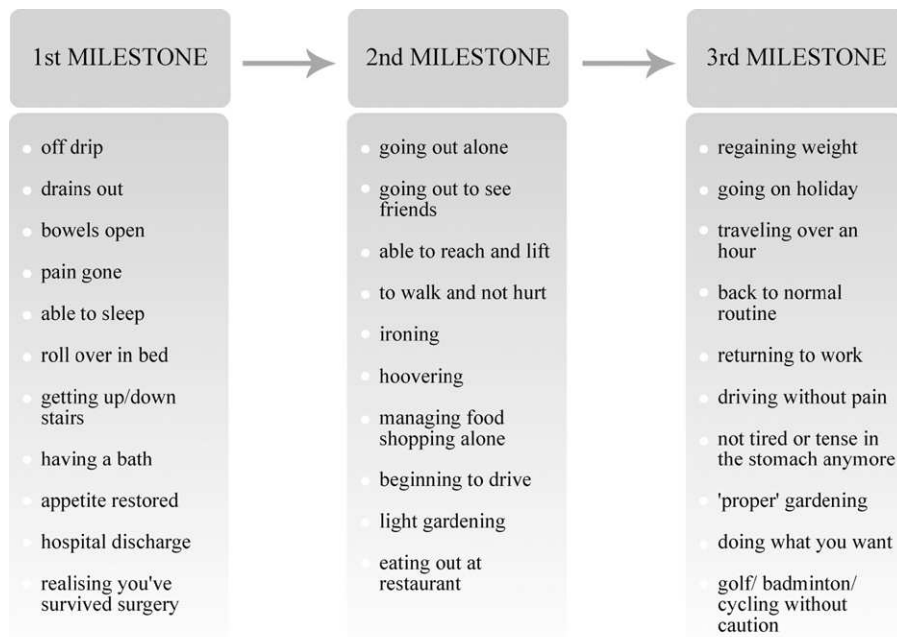 1st MILESTONE
off drip
drains out
bowels open
pain gone
able to sleep
roll over in bed
getting up/down
stairs
having a bath
appetite restored
hospital discharge
realising you've
survived surgery
2nd MILESTONE
going out alone
going out to see
friends
able to reach and lift
to walk and not hurt
ironing
hoovering
managing food
shopping alone
beginning to drive
light gardening
eating out at
restaurant
3rd MILESTONE
regaining weight
going on holiday
traveling over an
hour
back to normal
routine
returning to work
driving without pain
not tired or tense in
the stomach anymore
'proper' gardening
doing what you want
golf/ badminton/
cycling without
caution